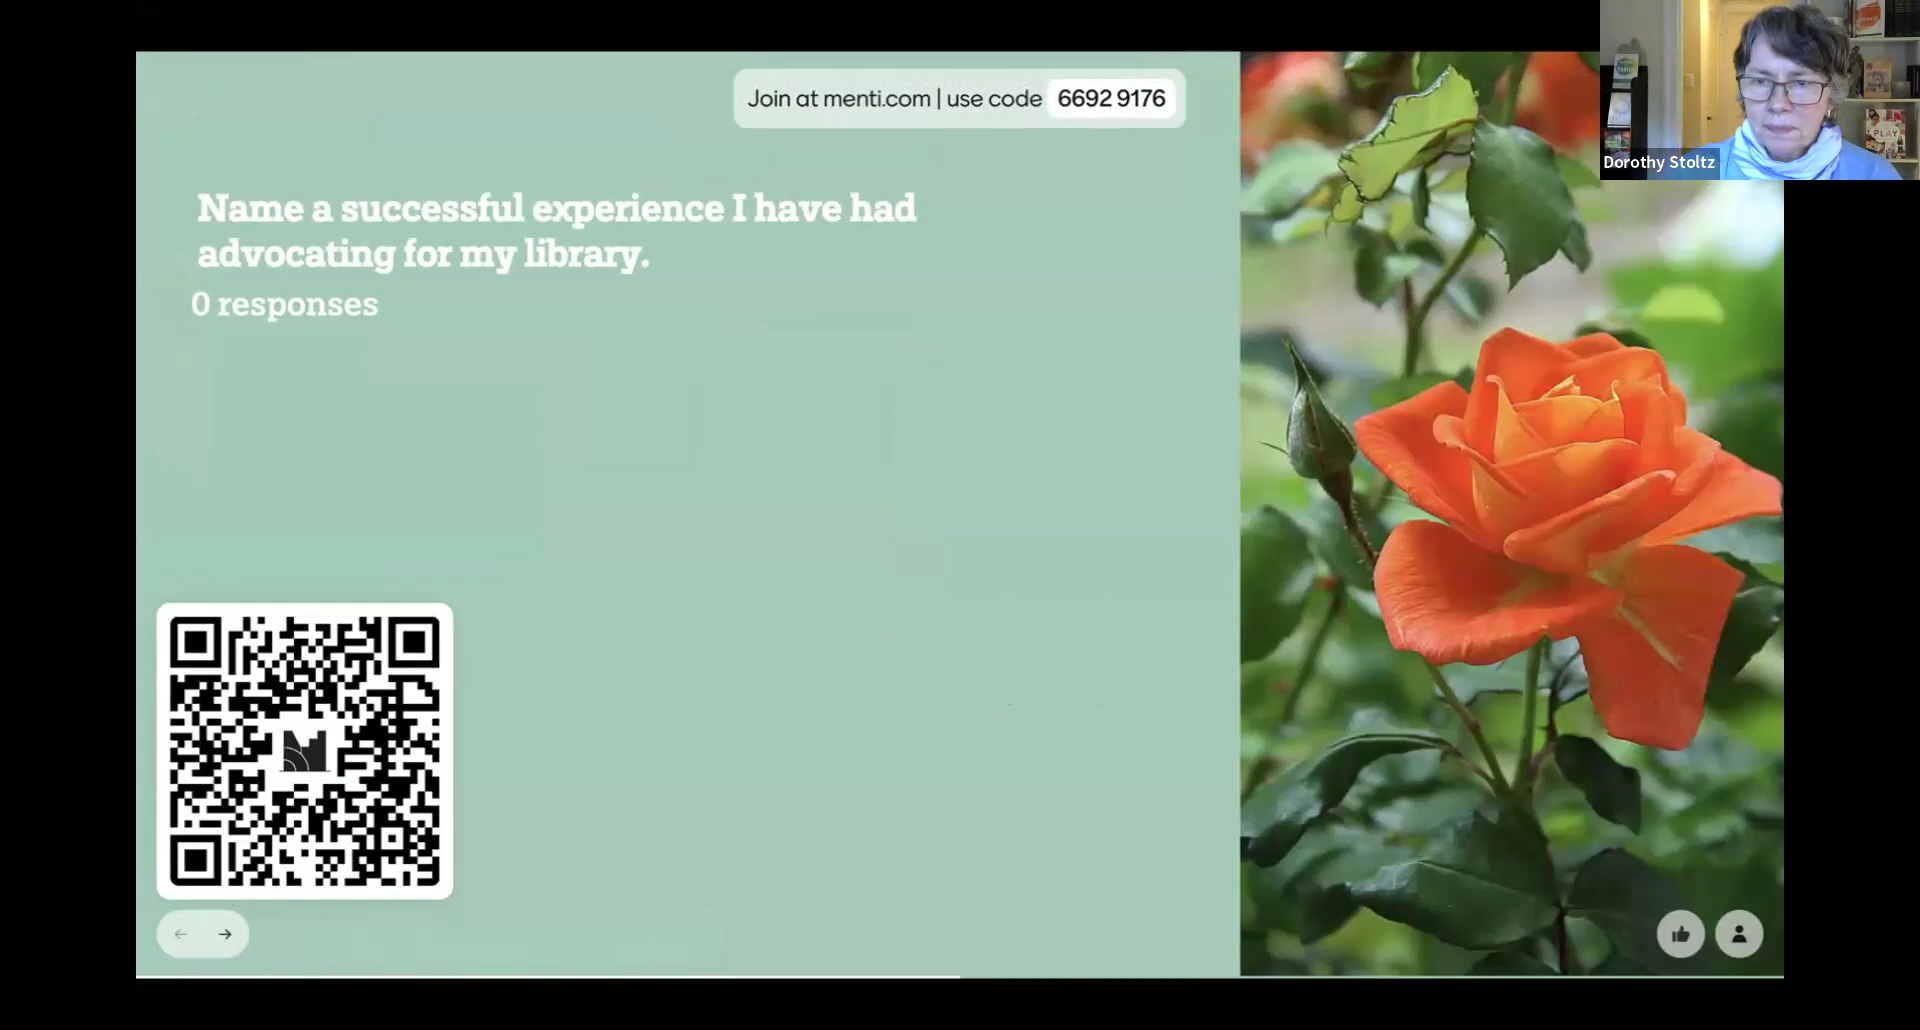 Join at menti.com | use code 6692 9176
Dorothy Stoltz
Name a successful experience I have had
advocating for my library.
0 responses
PLAY